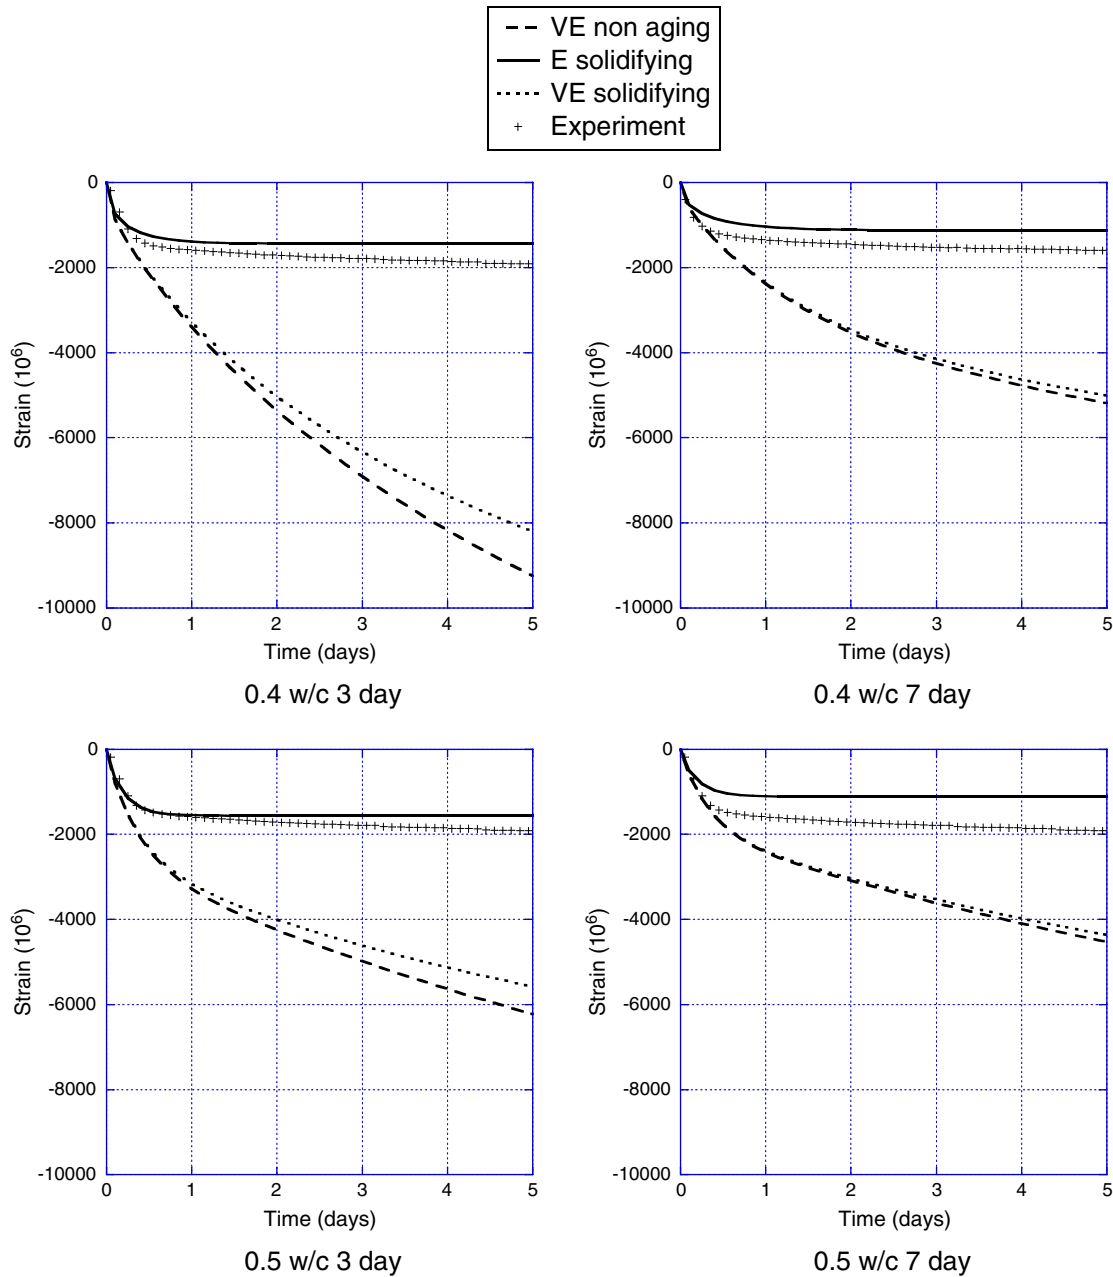 VE non aging
E solidifying
VE solidifying
Experiment
0
-2000
-4000
-6000
-8000
-10000
Strain (10⁶)
0 1 2 3 4 5
Time (days)
0.4 w/c 3 day
0
-2000
-4000
-6000
-8000
-10000
Strain (10⁶)
0 1 2 3 4 5
Time (days)
0.4 w/c 7 day
0
-2000
-4000
-6000
-8000
-10000
Strain (10⁶)
0 1 2 3 4 5
Time (days)
0.5 w/c 3 day
0
-2000
-4000
-6000
-8000
-10000
Strain (10⁶)
0 1 2 3 4 5
Time (days)
0.5 w/c 7 day